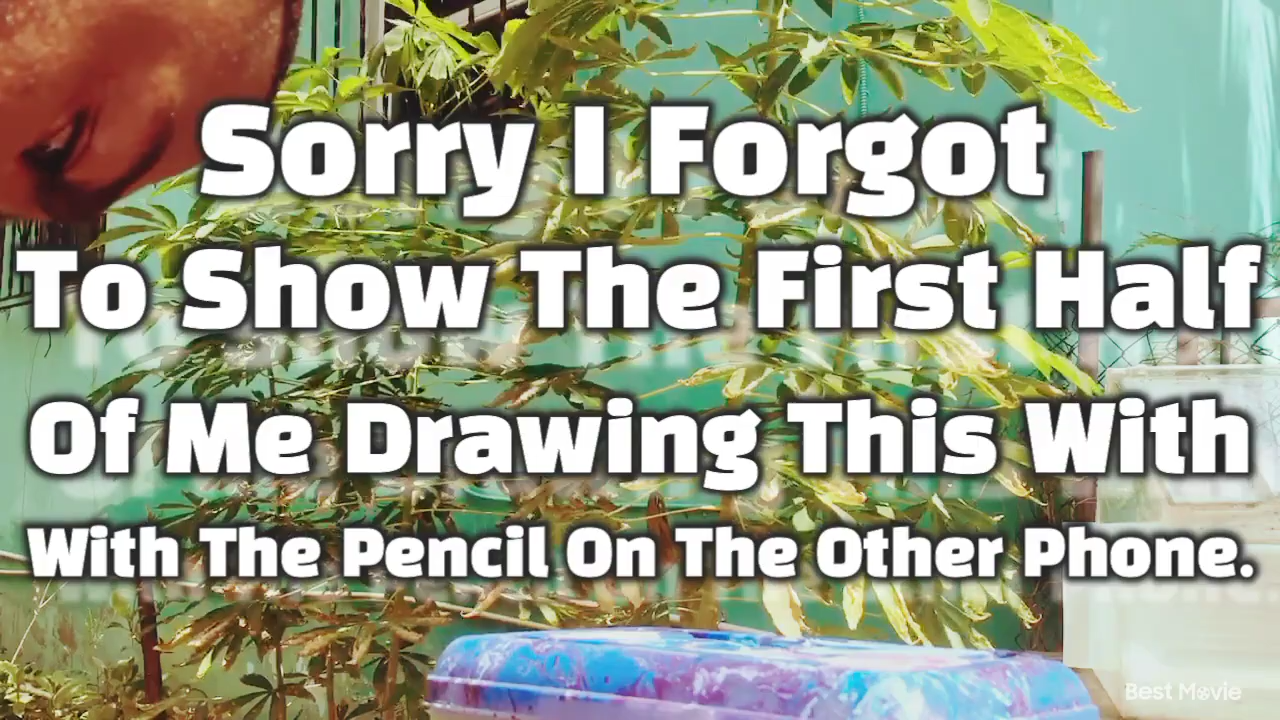 Sorry I Forgot
To Show The First Half
Of Me Drawing This With
With The Pencil On The Other Phone.
Best Movie